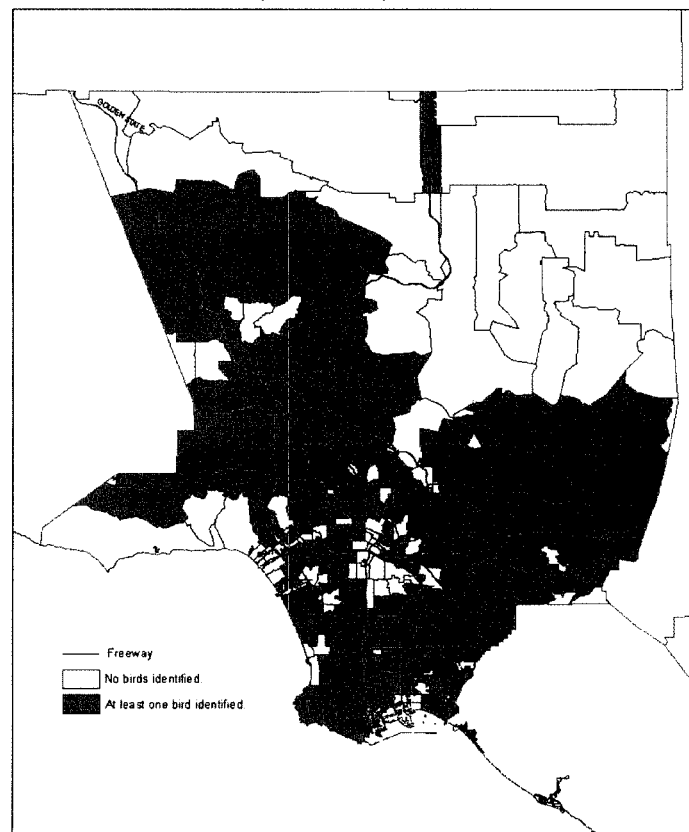 GOLDEN STATE
Freeway
No birds identified.
At least one bird identified.